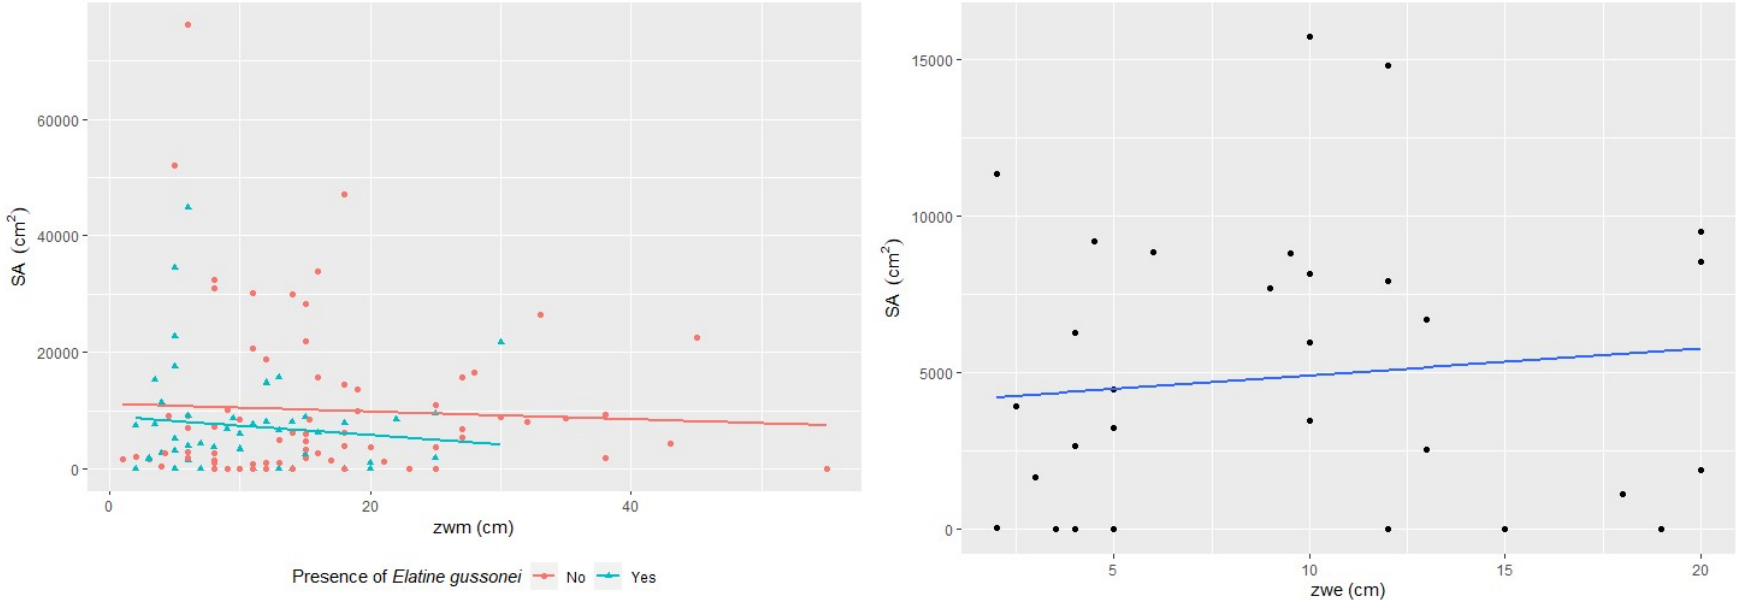 60000
40000
20000
0
SA (cm²)
0 20 40
zwm (cm)
Presence of Elatine gussonei No Yes
15000
10000
5000
0
SA (cm²)
5 10 15 20
zwe (cm)